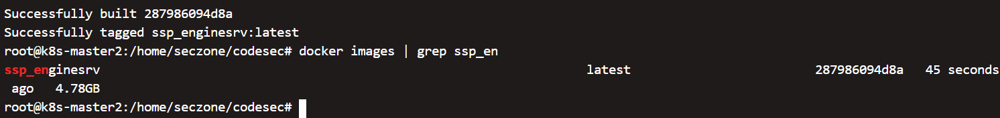 Successfully built 287986094d8a
Successfully tagged ssp_enginesrv:latest
root@k8s-master2:/home/seczone/codesec# docker images | grep ssp_en
ssp_enginesrv latest 287986094d8a 45 seconds
ago 4.78GB
root@k8s-master2:/home/seczone/codesec#